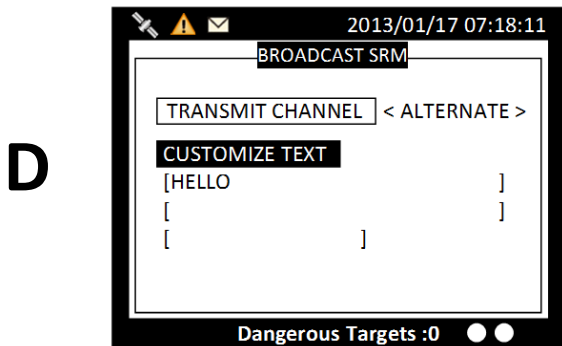 2013/01/17 07:18:11
BROADCAST SRM
TRANSMIT CHANNEL < ALTERNATE >
D
CUSTOMIZE TEXT
[HELLO ]
[ ]
[ ]
Dangerous Targets :0